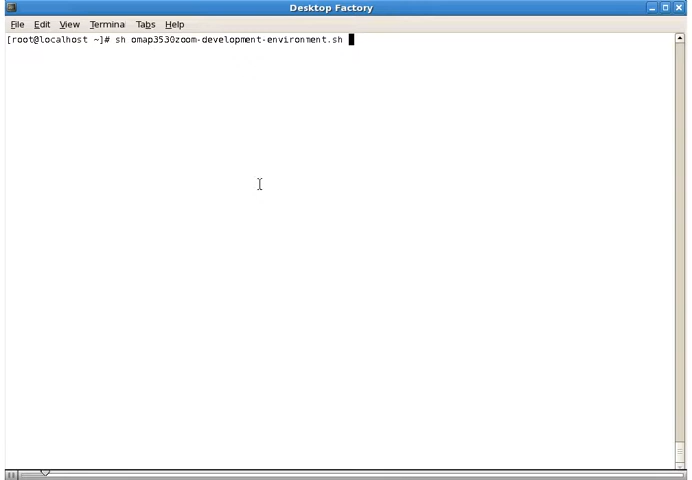 Desktop Factory
File Edit View Termina Tabs Help
[root@localhost ~]# sh omap3530zoom-development-environment.sh